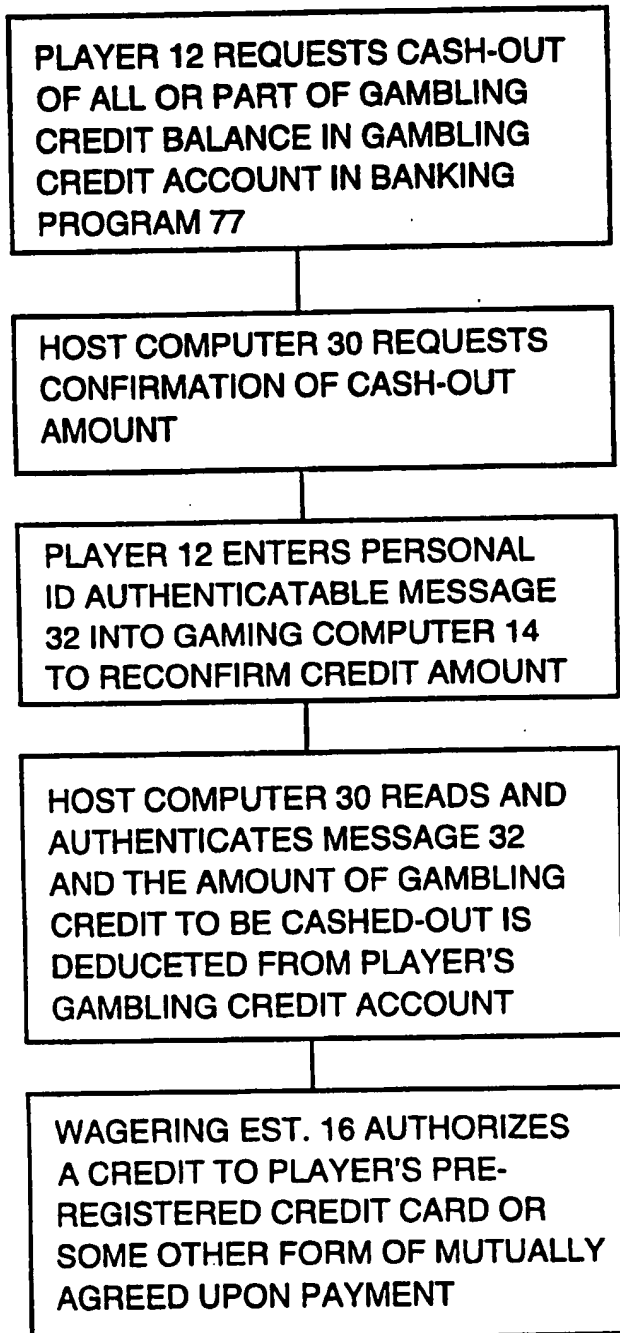 PLAYER 12 REQUESTS CASH-OUT
OF ALL OR PART OF GAMBLING
CREDIT BALANCE IN GAMBLING
CREDIT ACCOUNT IN BANKING
PROGRAM 77
HOST COMPUTER 30 REQUESTS
CONFIRMATION OF CASH-OUT
AMOUNT
PLAYER 12 ENTERS PERSONAL
ID AUTHENTICATABLE MESSAGE
32 INTO GAMING COMPUTER 14
TO RECONFIRM CREDIT AMOUNT
HOST COMPUTER 30 READS AND
AUTHENTICATES MESSAGE 32
AND THE AMOUNT OF GAMBLING
CREDIT TO BE CASHED-OUT IS
DEDUCETED FROM PLAYER'S
GAMBLING CREDIT ACCOUNT
WAGERING EST. 16 AUTHORIZES
A CREDIT TO PLAYER'S PRE-
REGISTERED CREDIT CARD OR
SOME OTHER FORM OF MUTUALLY
AGREED UPON PAYMENT